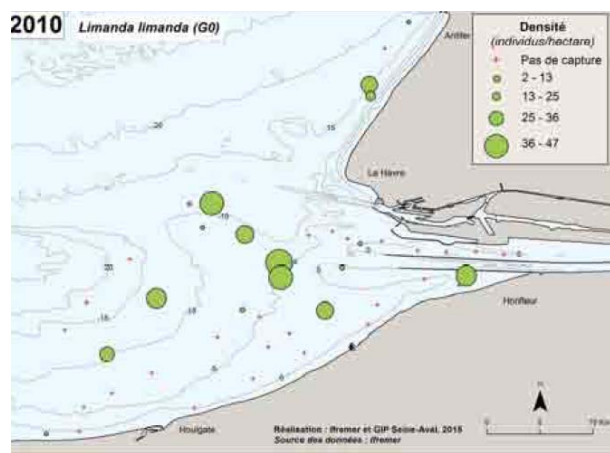 2010 Limanda limanda (G0)
Densité
(individus/hectare)
Pas de capture
2 - 13
13 - 25
25 - 36
36 - 47
Antifer
Le Havre
Honfleur
Houlgate
Réalisation : Ifremer et GIP Seine-Aval, 2015
Source des données : Ifremer